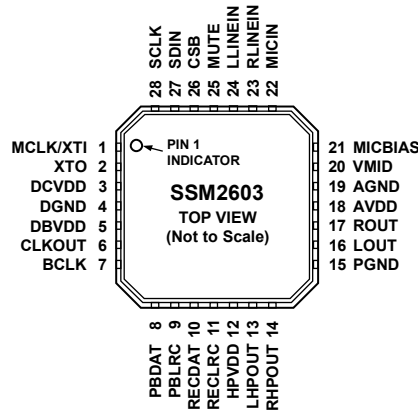 28 SCLK
27 SDIN
26 CSB
25 MUTE
24 LLINEIN
23 RLINEIN
22 MICIN
MCLK/XTI 1
XTO 2
DCVDD 3
DGND 4
DBVDD 5
CLKOUT 6
BCLK 7
PIN 1
INDICATOR
SSM2603
TOP VIEW
(Not to Scale)
21 MICBIAS
20 VMID
19 AGND
18 AVDD
17 ROUT
16 LOUT
15 PGND
PBDAT 8
PBLRC 9
RECDAT 10
RECLRC 11
HPVDD 12
LHPOUT 13
RHPOUT 14